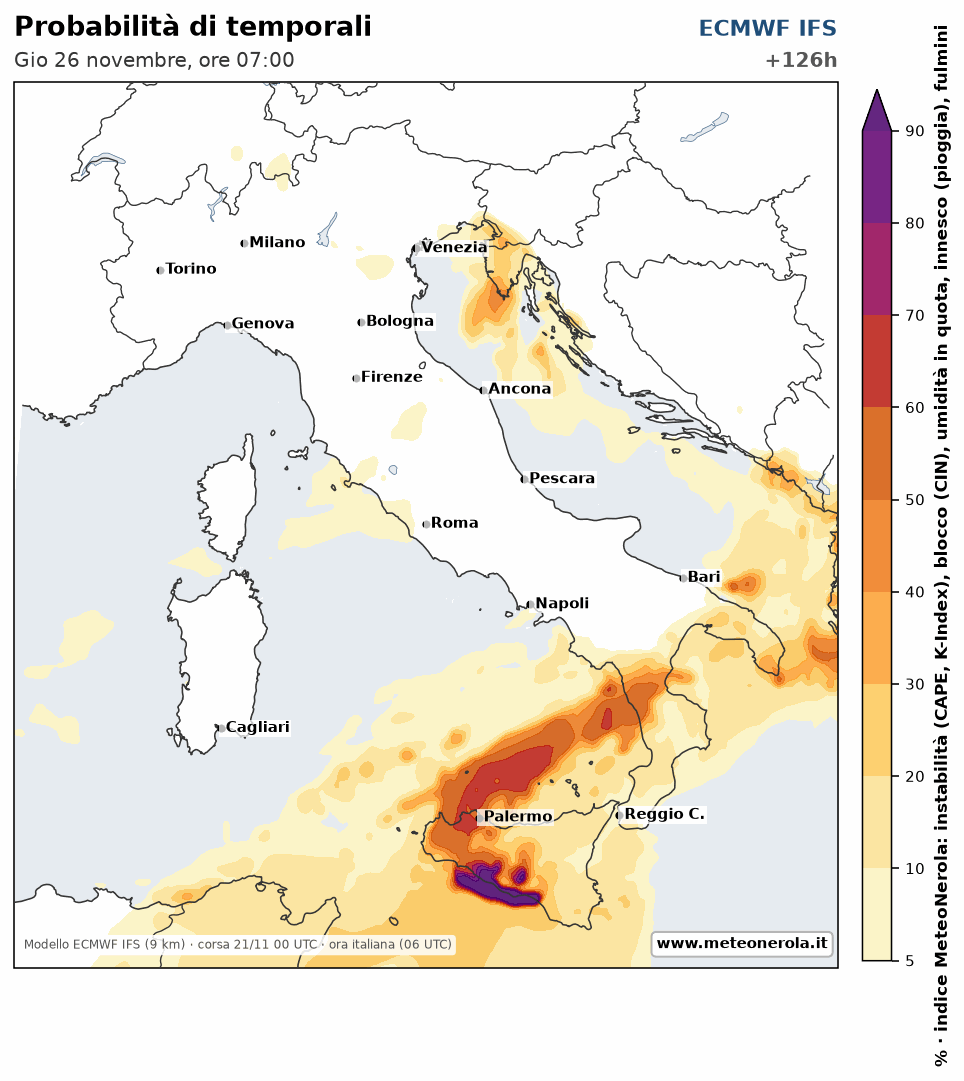 Probabilità di temporali
ECMWF IFS
Gio 26 novembre, ore 07:00
+126h
Milano
Venezia
Torino
Genova
Bologna
Firenze
Ancona
Pescara
Roma
Bari
Napoli
Cagliari
Palermo
Reggio C.
Modello ECMWF IFS (9 km) · corsa 21/11 00 UTC · ora italiana (06 UTC)
www.meteonerola.it
90
80
70
60
50
40
30
20
10
5
% · indice MeteoNerola: instabilità (CAPE, K-Index), blocco (CIN), umidità in quota, innesco (pioggia), fulmini